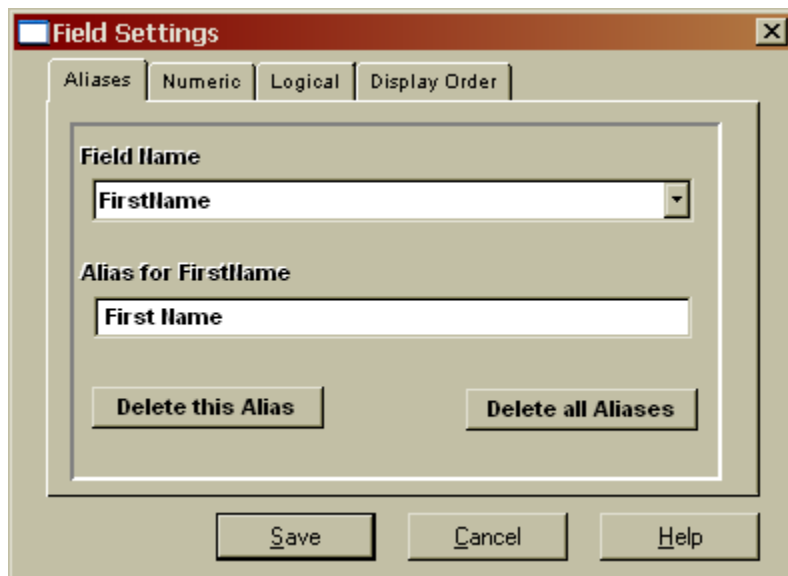 Field Settings
Aliases Numeric Logical Display Order
Field Name
FirstName
Alias for FirstName
First Name
Delete this Alias Delete all Aliases
Save Cancel Help